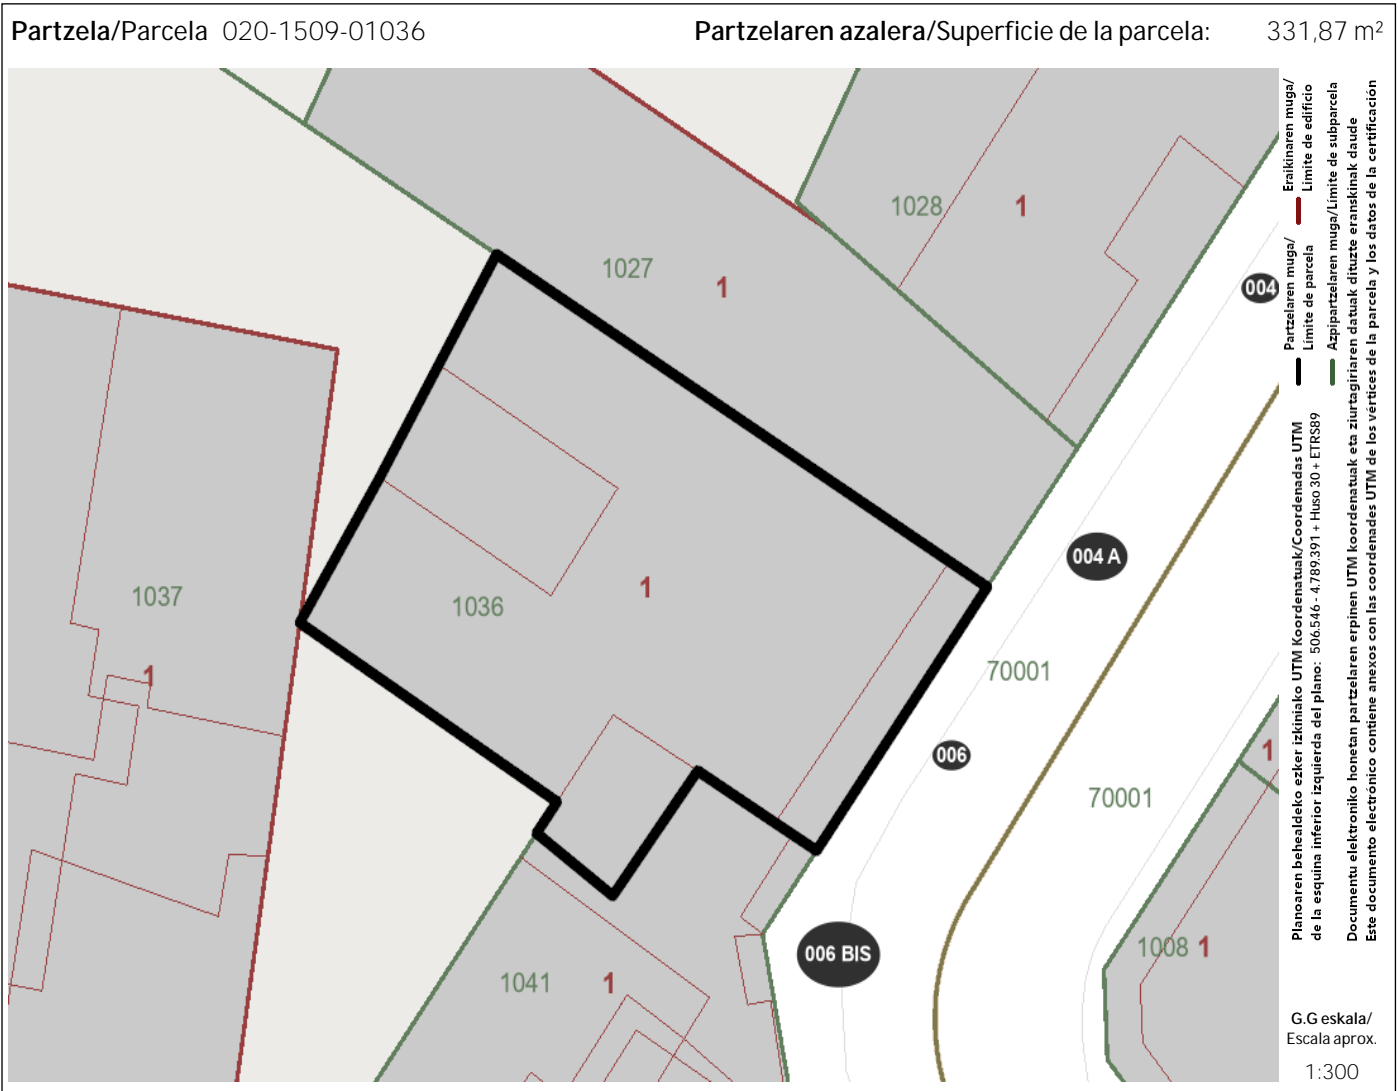 Partzela/Parcela 020-1509-01036
Partzelaren azalera/Superficie de la parcela: 331,87 m²
1028
1
1027
1
004
004 A
1037
1
1036
1
70001
006
70001
1
006 BIS
1008 1
1041 1
Eraikinaren muga/
Límite de edificio
Partzelaren muga/
Límite de parcela
Azpipartzelaren muga/Límite de subparcela
Planoaren behealdeko ezker izkiniako UTM Koordenatuak/Coordenadas UTM
de la esquina inferior izquierda del plano: 506.546 - 4.789.391 + Huso 30 + ETRS89
Documentu elektroniko honetan partzelaren erpinen UTM koordenatuak eta ziurtagiriaren datuak dituzte eranskinak daude
Este documento electrónico contiene anexos con las coordenades UTM de los vértices de la parcela y los datos de la certificación
G.G eskala/
Escala aprox.
1:300